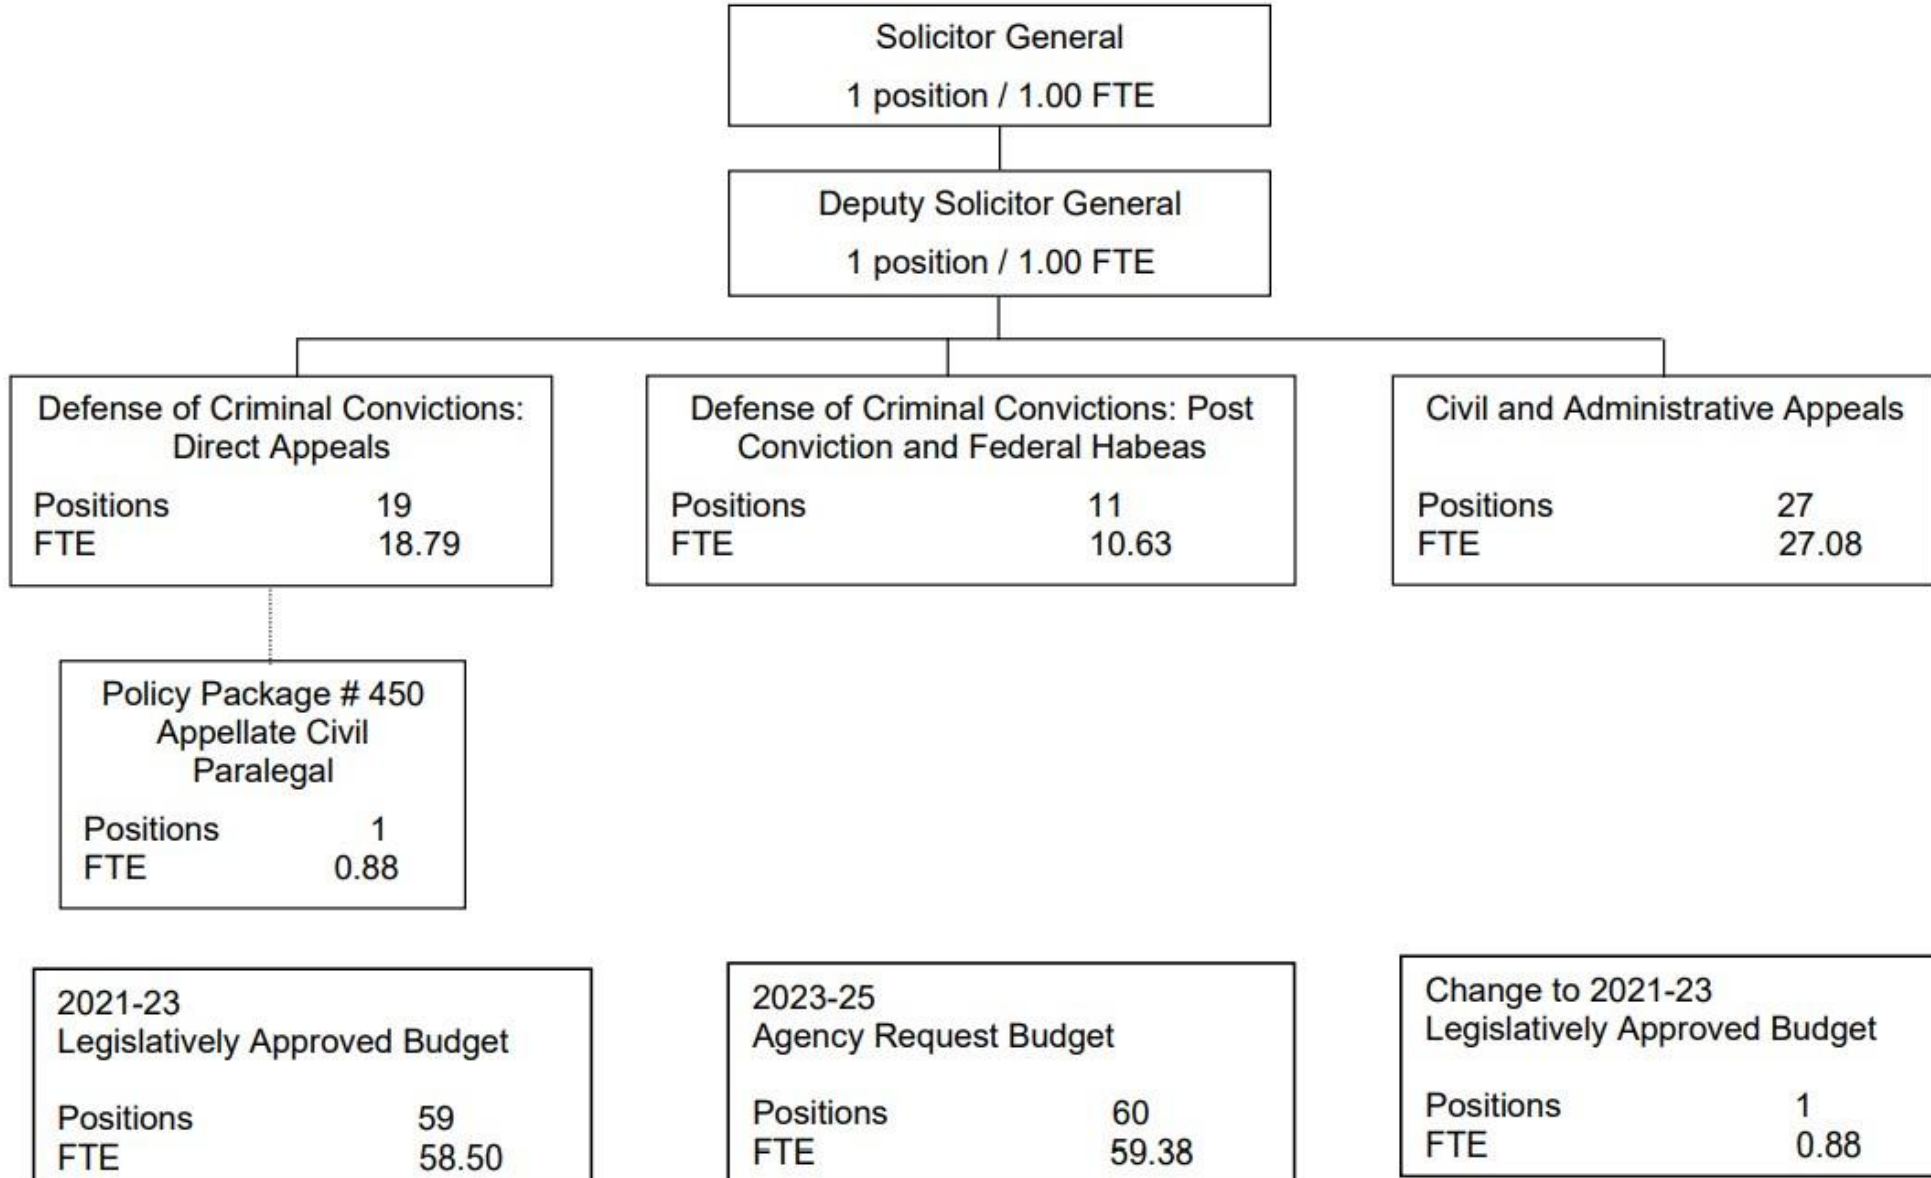 Solicitor General
1 position / 1.00 FTE
Deputy Solicitor General
1 position / 1.00 FTE
Defense of Criminal Convictions:
Direct Appeals
Positions 19
FTE 18.79
Defense of Criminal Convictions: Post
Conviction and Federal Habeas
Positions 11
FTE 10.63
Civil and Administrative Appeals
Positions 27
FTE 27.08
Policy Package # 450
Appellate Civil
Paralegal
Positions 1
FTE 0.88
2021-23
Legislatively Approved Budget
Positions 59
FTE 58.50
2023-25
Agency Request Budget
Positions 60
FTE 59.38
Change to 2021-23
Legislatively Approved Budget
Positions 1
FTE 0.88